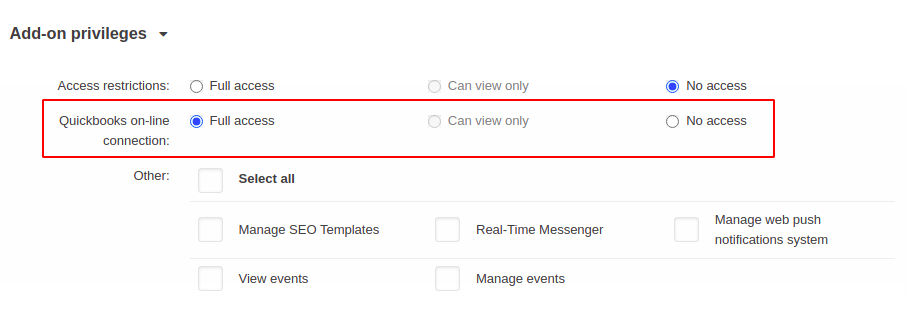 Add-on privileges
Access restrictions: Full access Can view only No access
Quickbooks on-line Full access Can view only No access
connection:
Other: Select all
Manage SEO Templates Real-Time Messenger Manage web push
notifications system
View events Manage events